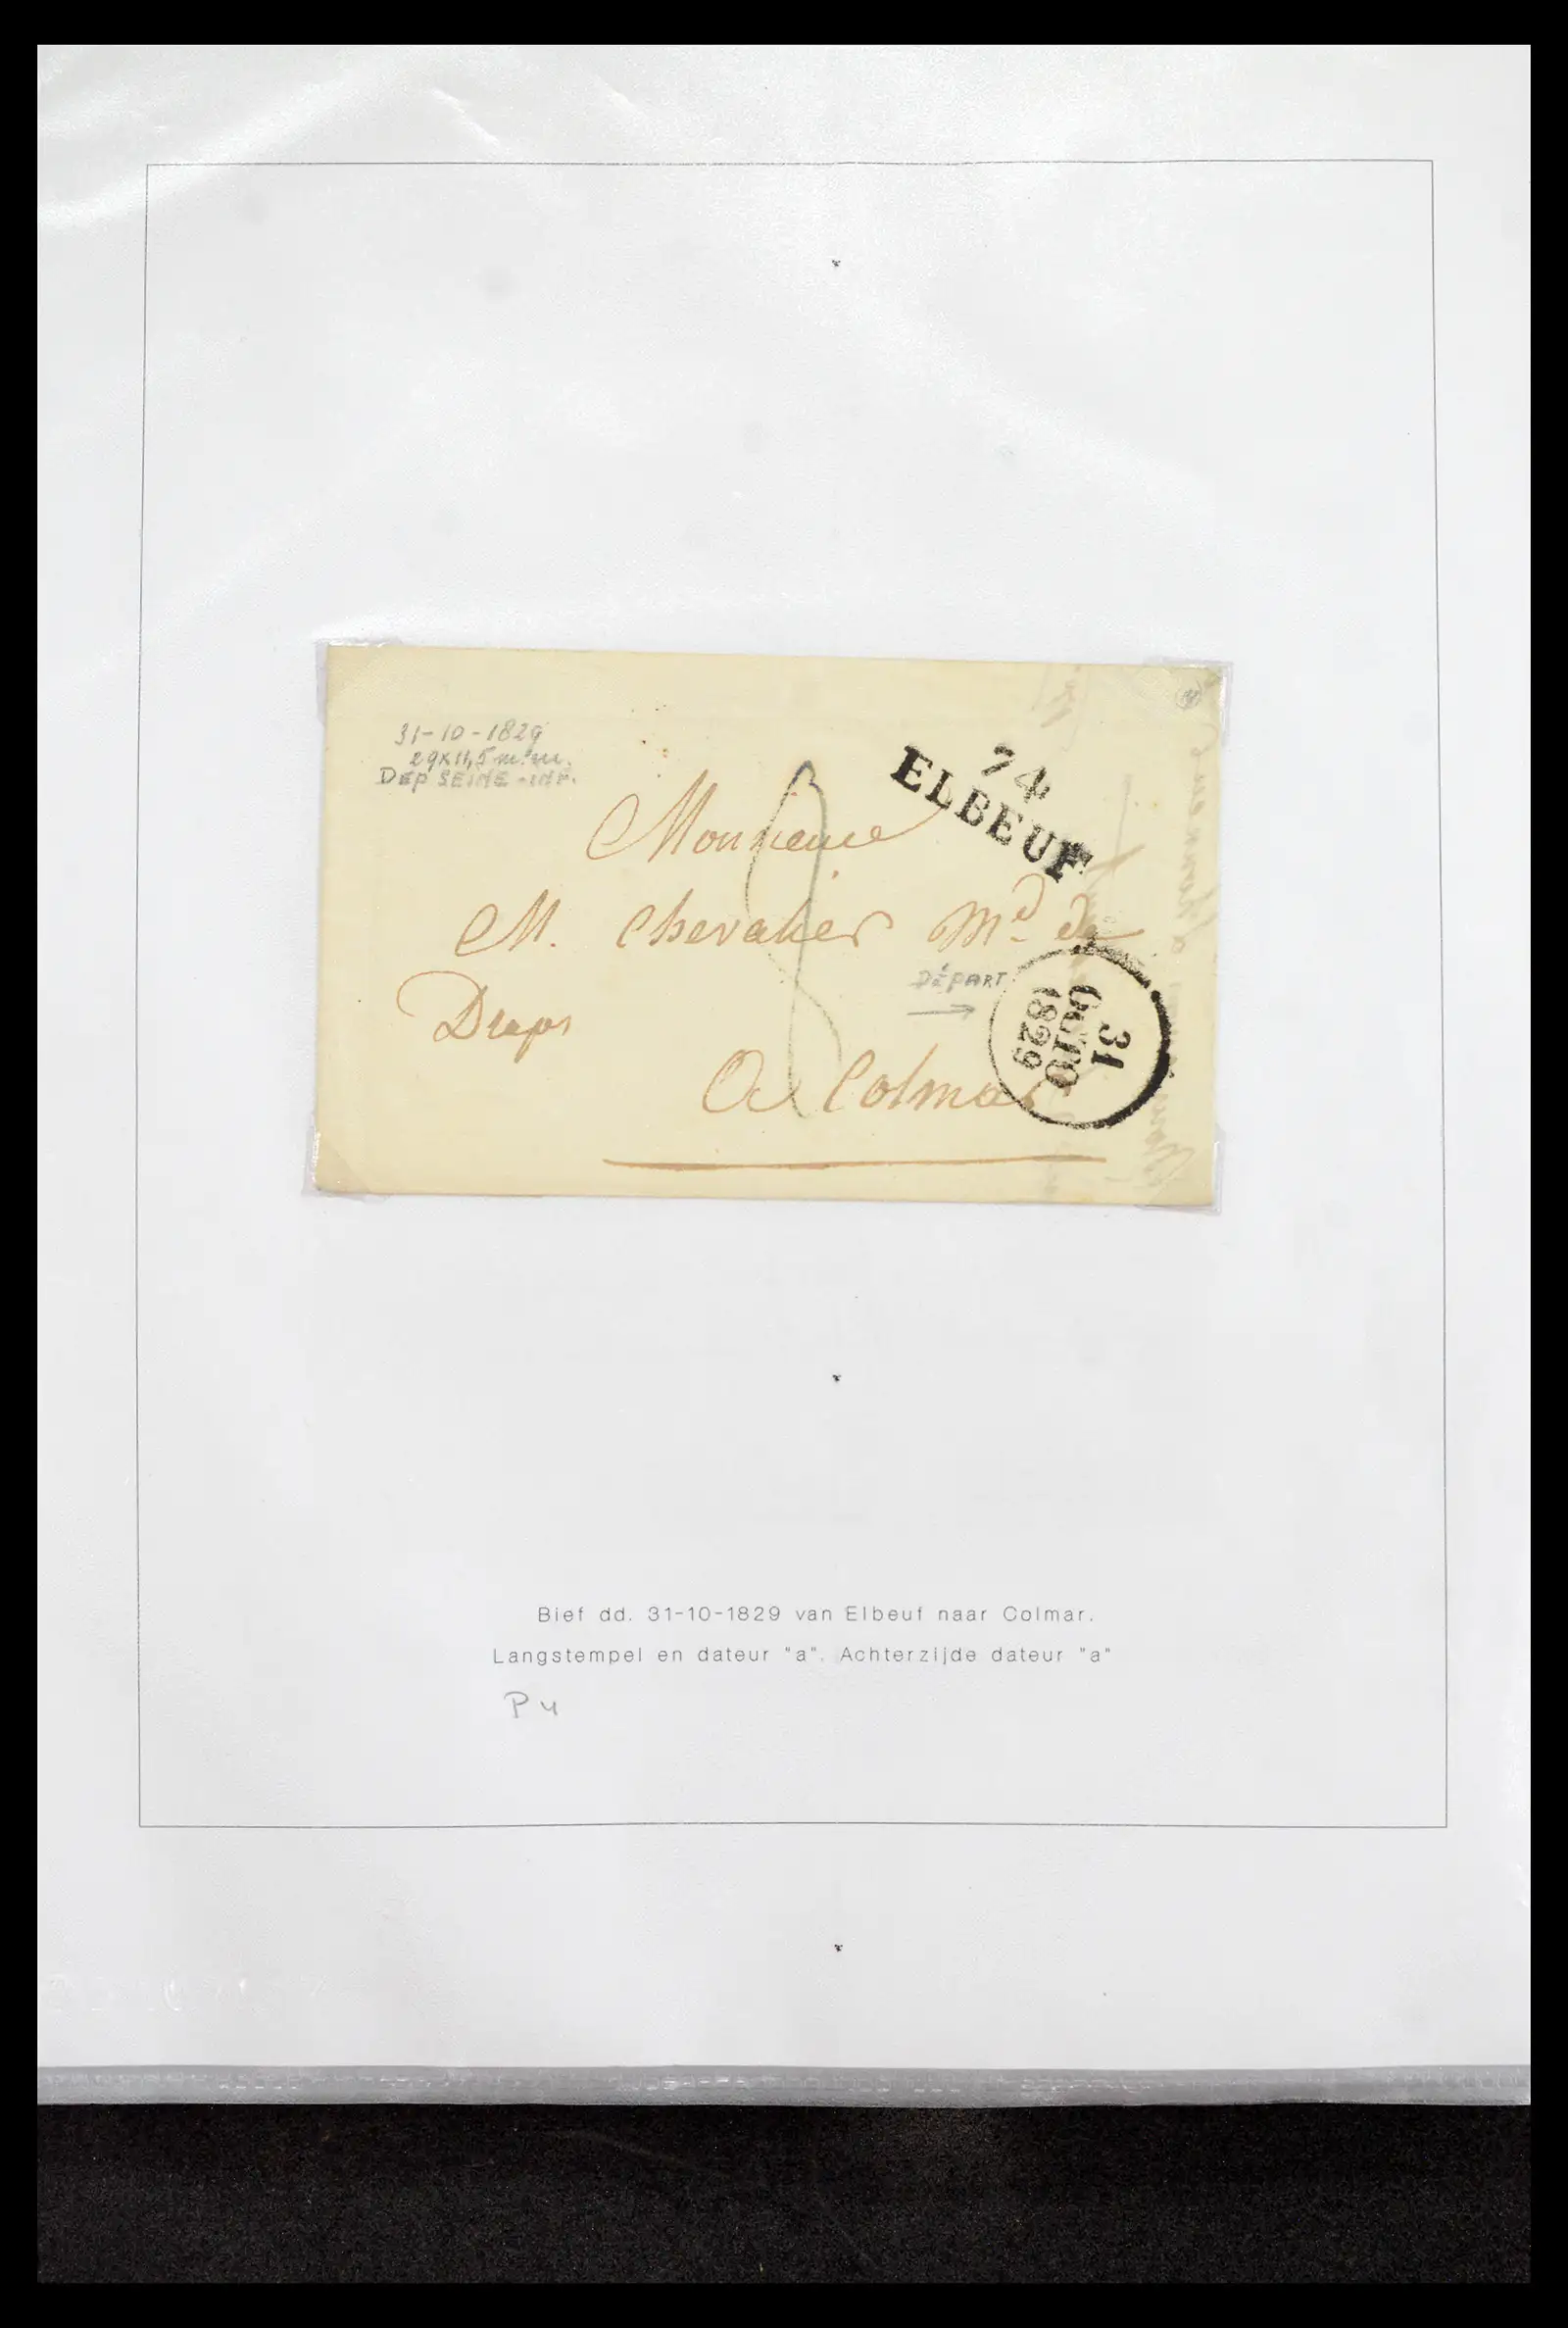 31-10-1829
29x11,5 m.m.
DEP SEINE-INF.
74
ELBEUF
Monsieur
M. Chevalier Md. de
Draps
DÉPART
31
OCTO
1829
A Colmar
Bief dd. 31-10-1829 van Elbeuf naar Colmar.
Langstempel en dateur "a". Achterzijde dateur "a"
P4